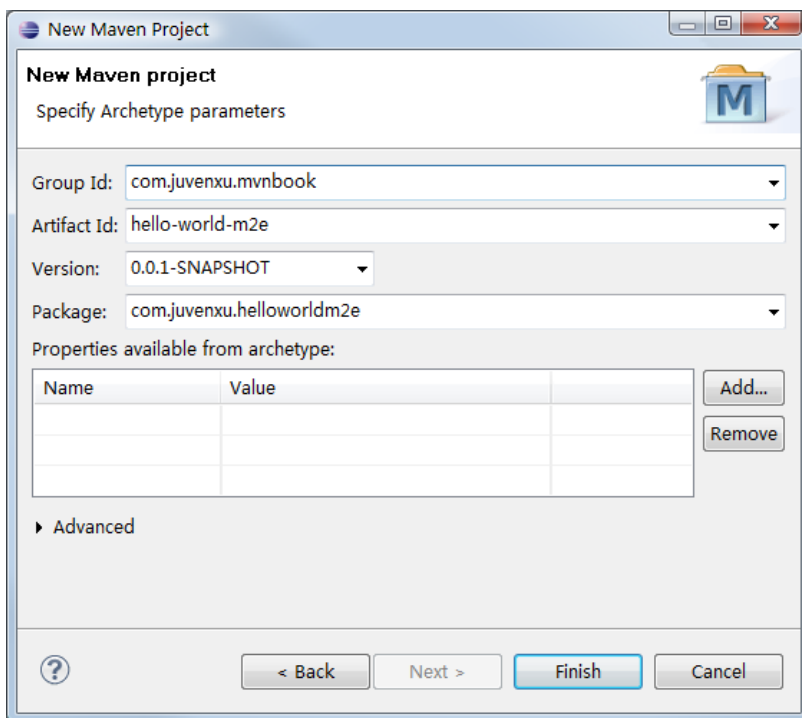 New Maven Project
New Maven project
Specify Archetype parameters
M
Group Id: com.juvenxu.mvnbook
Artifact Id: hello-world-m2e
Version: 0.0.1-SNAPSHOT
Package: com.juvenxu.helloworldm2e
Properties available from archetype:
Name Value
Add...
Remove
Advanced
? < Back Next > Finish Cancel